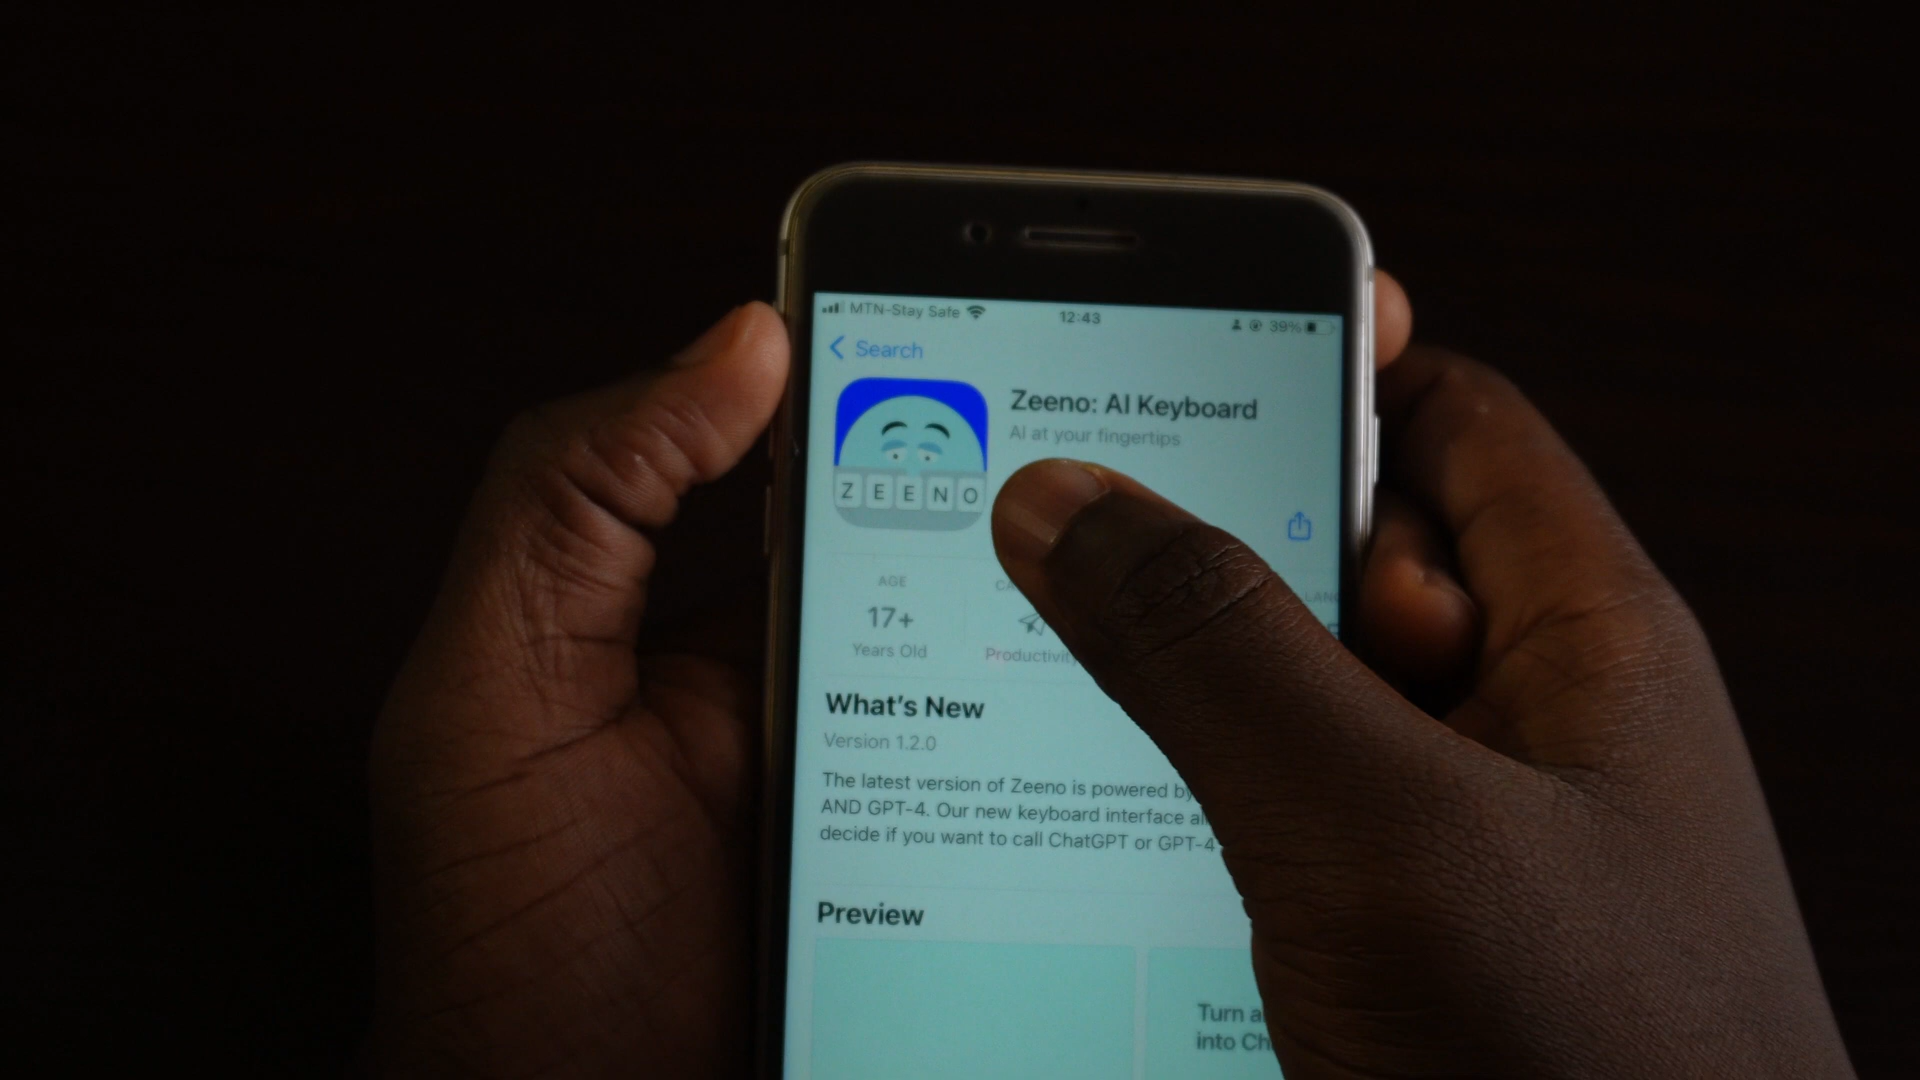 MTN-Stay Safe 12:43 39%
Search
Zeeno: AI Keyboard
AI at your fingertips
Z E E N O
AGE
17+
Years Old
Productivity
What's New
Version 1.2.0
The latest version of Zeeno is powered by
AND GPT-4. Our new keyboard interface
decide if you want to call ChatGPT or GPT-4
Preview
Turn
into